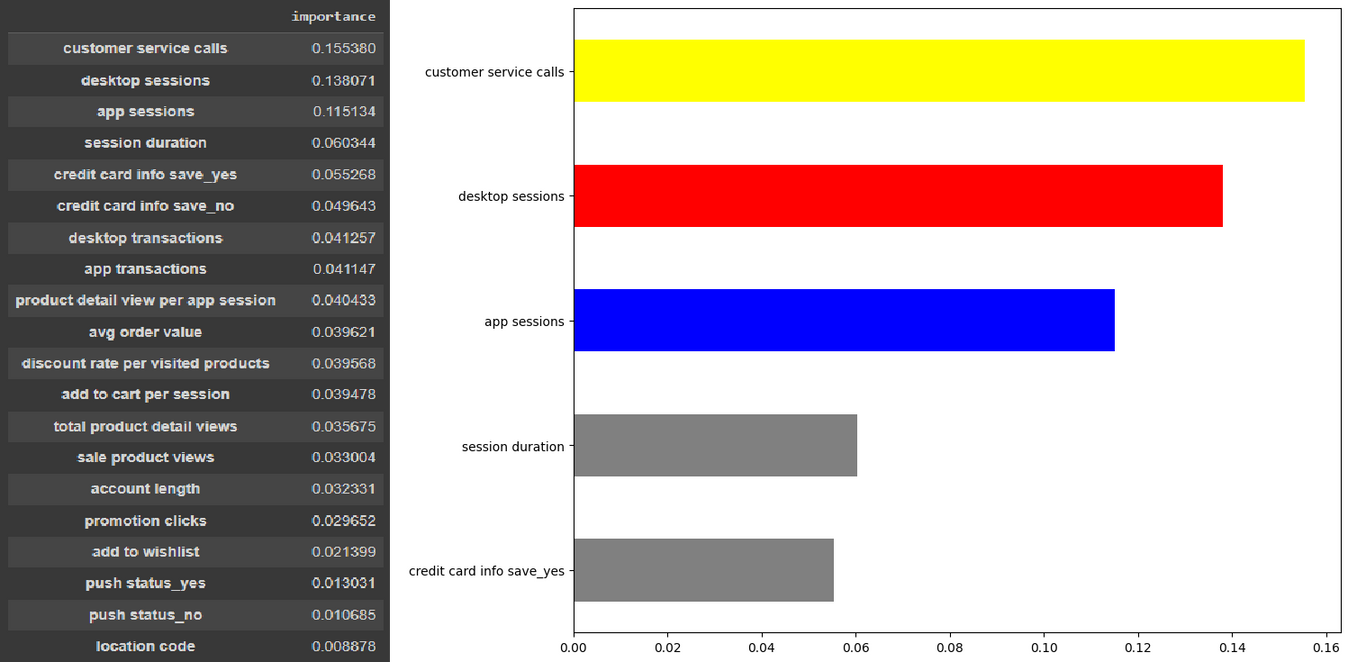 importance
customer service calls 0.155380
desktop sessions 0.138071
app sessions 0.115134
session duration 0.060344
credit card info save_yes 0.055268
credit card info save_no 0.049643
desktop transactions 0.041257
app transactions 0.041147
product detail view per app session 0.040433
avg order value 0.039621
discount rate per visited products 0.039568
add to cart per session 0.039478
total product detail views 0.035675
sale product views 0.033004
account length 0.032331
promotion clicks 0.029652
add to wishlist 0.021399
push status_yes 0.013031
push status_no 0.010685
location code 0.008878
customer service calls
desktop sessions
app sessions
session duration
credit card info save_yes
0.00 0.02 0.04 0.06 0.08 0.10 0.12 0.14 0.16